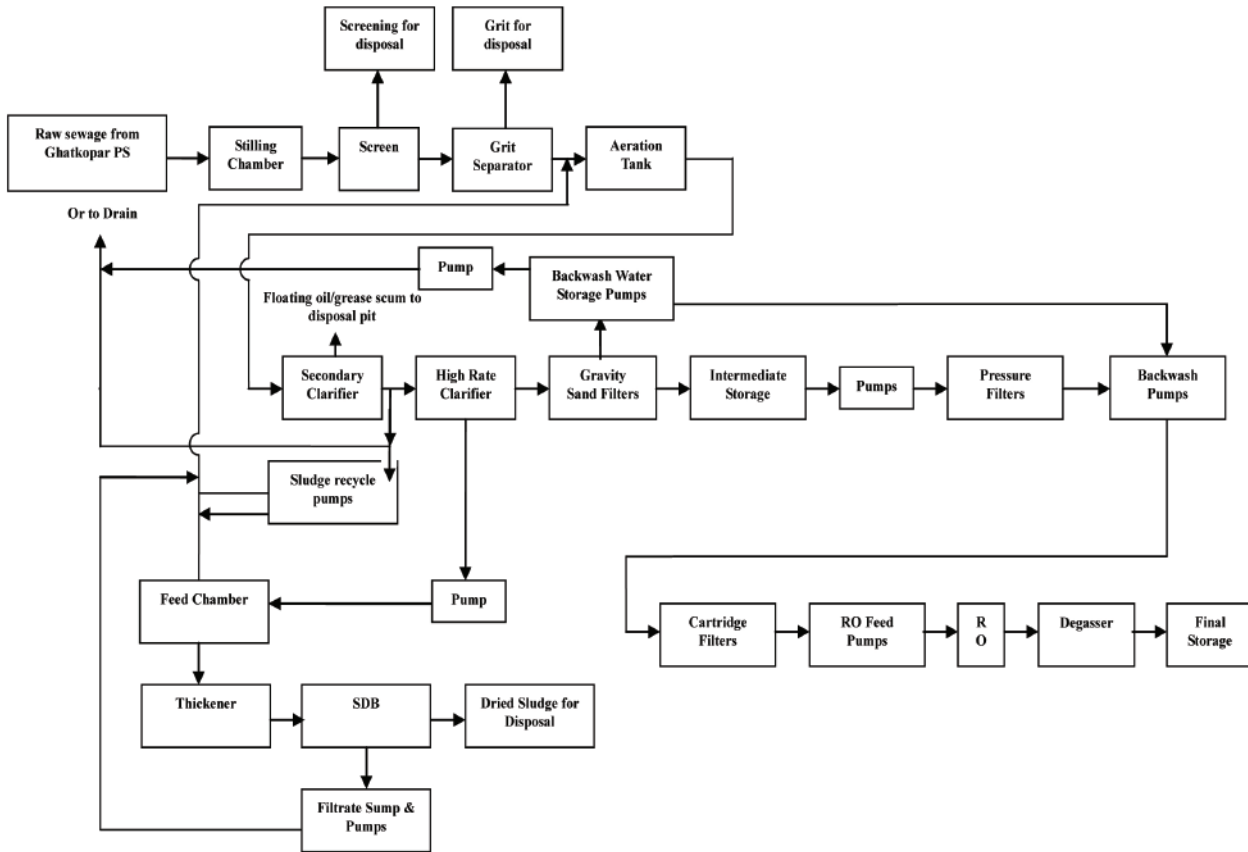 Screening for
disposal
Grit for
disposal
Raw sewage from
Ghatkopar PS
Stilling
Chamber
Screen
Grit
Separator
Aeration
Tank
Or to Drain
Pump
Backwash Water
Storage Pumps
Floating oil/grease scum to
disposal pit
Secondary
Clarifier
High Rate
Clarifier
Gravity
Sand Filters
Intermediate
Storage
Pumps
Pressure
Filters
Backwash
Pumps
Sludge recycle
pumps
Feed Chamber
Pump
Cartridge
Filters
RO Feed
Pumps
R
O
Degasser
Final
Storage
Thickener
SDB
Dried Sludge for
Disposal
Filtrate Sump &
Pumps